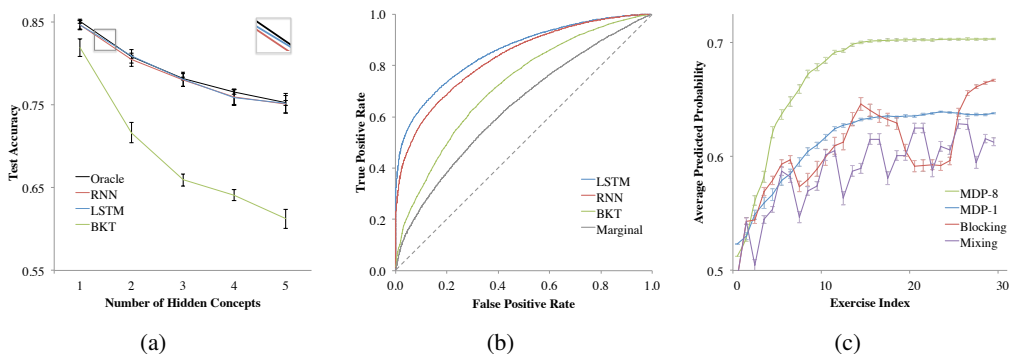 0.85
0.75
0.65
0.55
Test Accuracy
Oracle
RNN
LSTM
BKT
1 2 3 4 5
Number of Hidden Concepts
(a)
1.0
0.8
0.6
0.4
0.2
0.0
True Positive Rate
LSTM
RNN
BKT
Marginal
0.0 0.2 0.4 0.6 0.8 1.0
False Positive Rate
(b)
0.7
0.6
0.5
Average Predicted Probability
MDP-8
MDP-1
Blocking
Mixing
0 10 20 30
Exercise Index
(c)